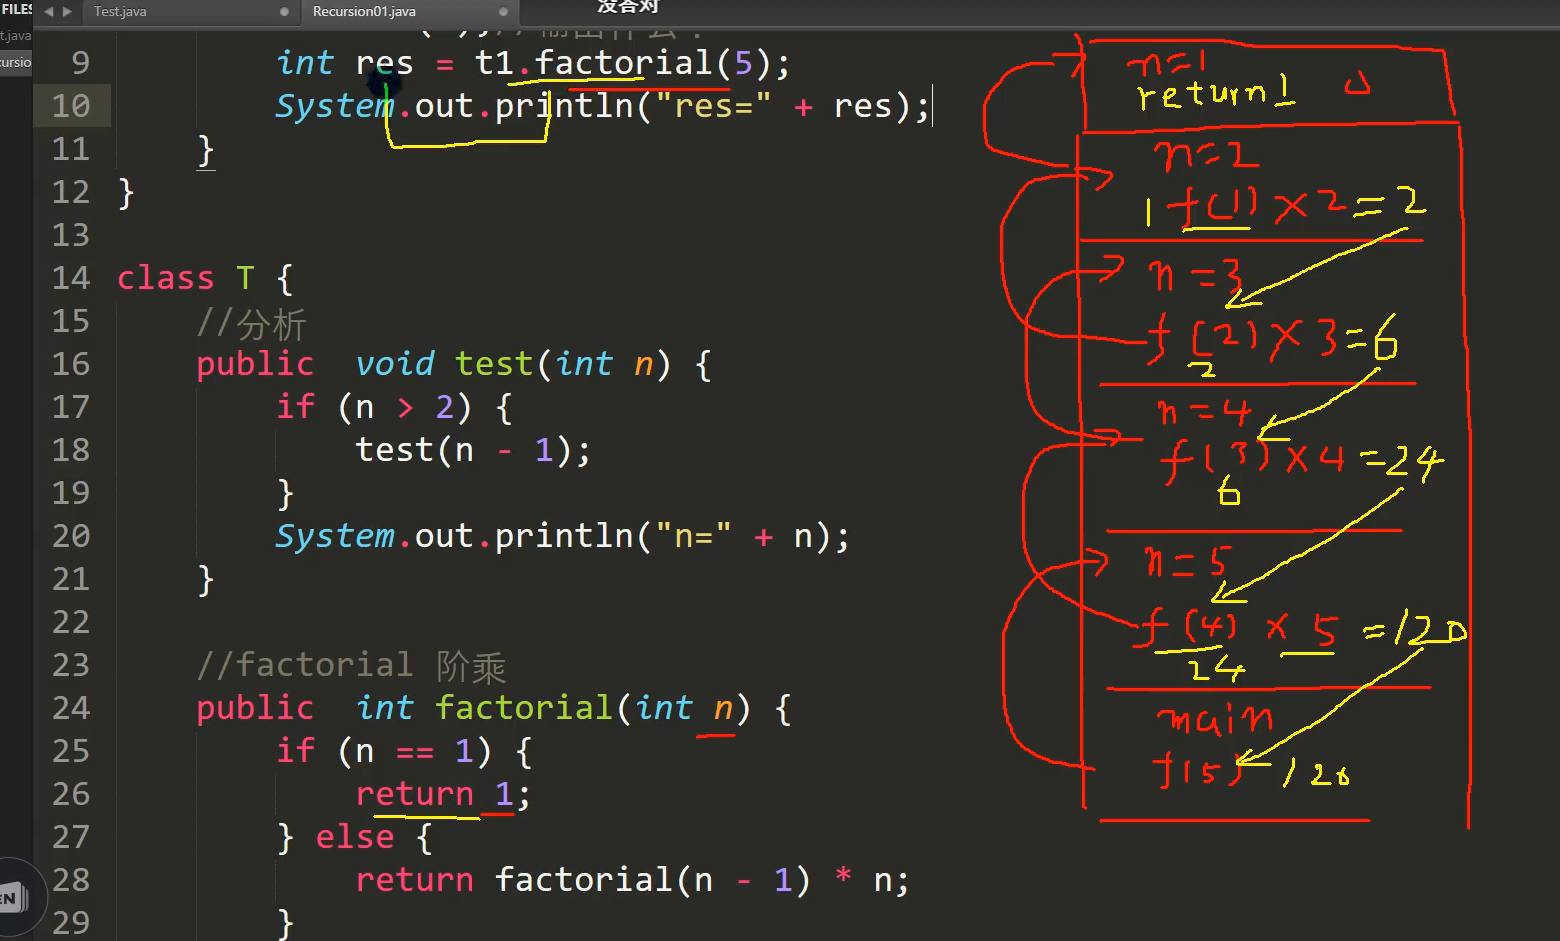 FILES
Test.java
Recursion01.java
没答对
t.java
cursion
9 int res = t1.factorial(5);
10 System.out.println("res=" + res);
11 }
12 }
13
14 class T {
15 //分析
16 public void test(int n) {
17 if (n > 2) {
18 test(n - 1);
19 }
20 System.out.println("n=" + n);
21 }
22
23 //factorial 阶乘
24 public int factorial(int n) {
25 if (n == 1) {
26 return 1;
27 } else {
28 return factorial(n - 1) * n;
29 }
EN
n=1
return 1
n=2
1 f(1)×2=2
n=3
f(2)×3=6
2
n=4
f(3)×4=24
6
n=5
f(4)×5=120
24
main
f(5) 120